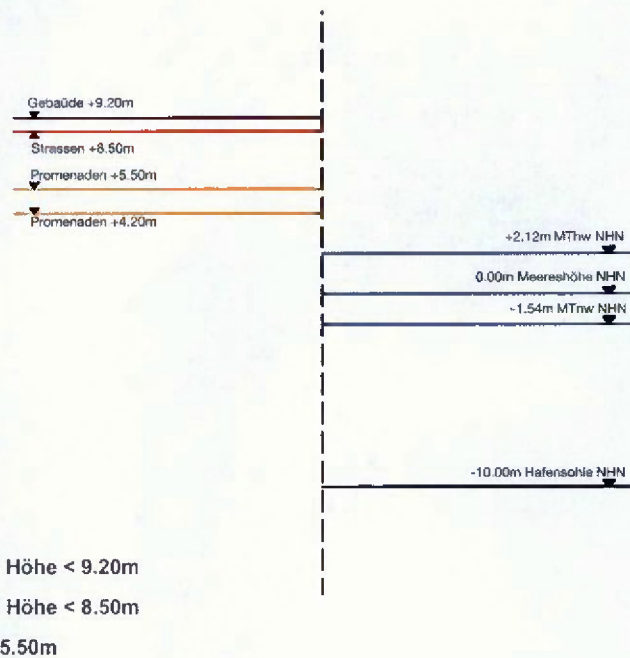 Gebäude +9.20m
Strassen +8.50m
Promenaden +5.50m
Promenaden +4.20m
+2.12m MThw NHN
0.00m Meereshöhe NHN
-1.54m MTnw NHN
-10.00m Hafensohle NHN
Höhe < 9.20m
Höhe < 8.50m
5.50m